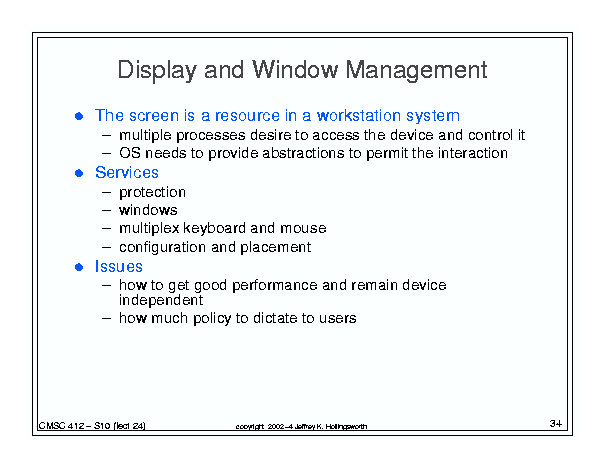 Display and Window Management
● The screen is a resource in a workstation system
– multiple processes desire to access the device and control it
– OS needs to provide abstractions to permit the interaction
● Services
– protection
– windows
– multiplex keyboard and mouse
– configuration and placement
● Issues
– how to get good performance and remain device
independent
– how much policy to dictate to users
CMSC 412 – S10 (lect 24)
copyright 2002-4 Jeffrey K. Hollingsworth
34